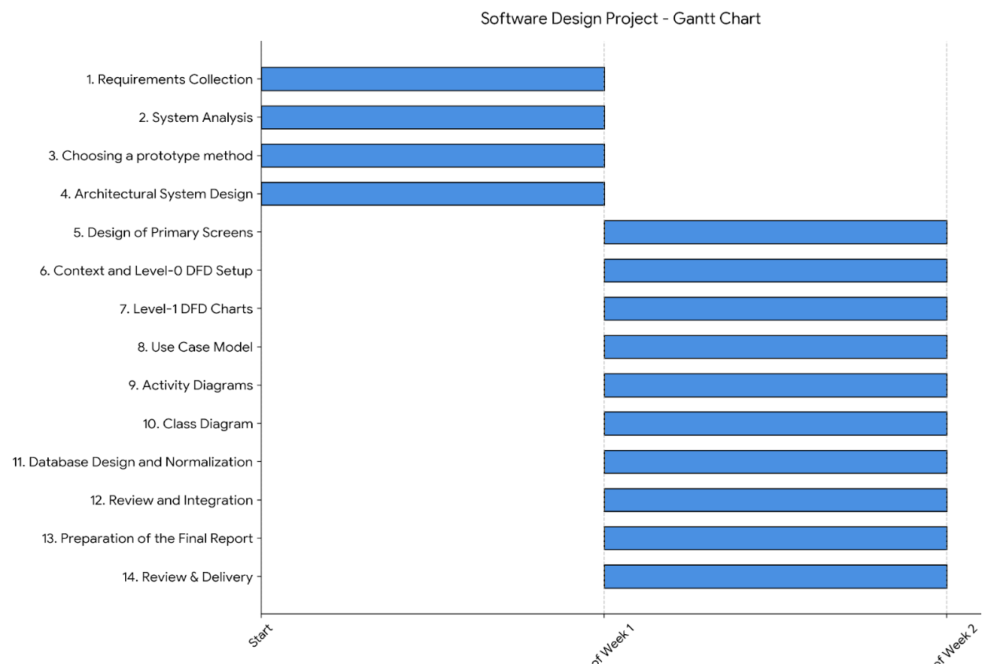 Software Design Project - Gantt Chart
1. Requirements Collection
2. System Analysis
3. Choosing a prototype method
4. Architectural System Design
5. Design of Primary Screens
6. Context and Level-0 DFD Setup
7. Level-1 DFD Charts
8. Use Case Model
9. Activity Diagrams
10. Class Diagram
11. Database Design and Normalization
12. Review and Integration
13. Preparation of the Final Report
14. Review & Delivery
Start
of Week 1
of Week 2